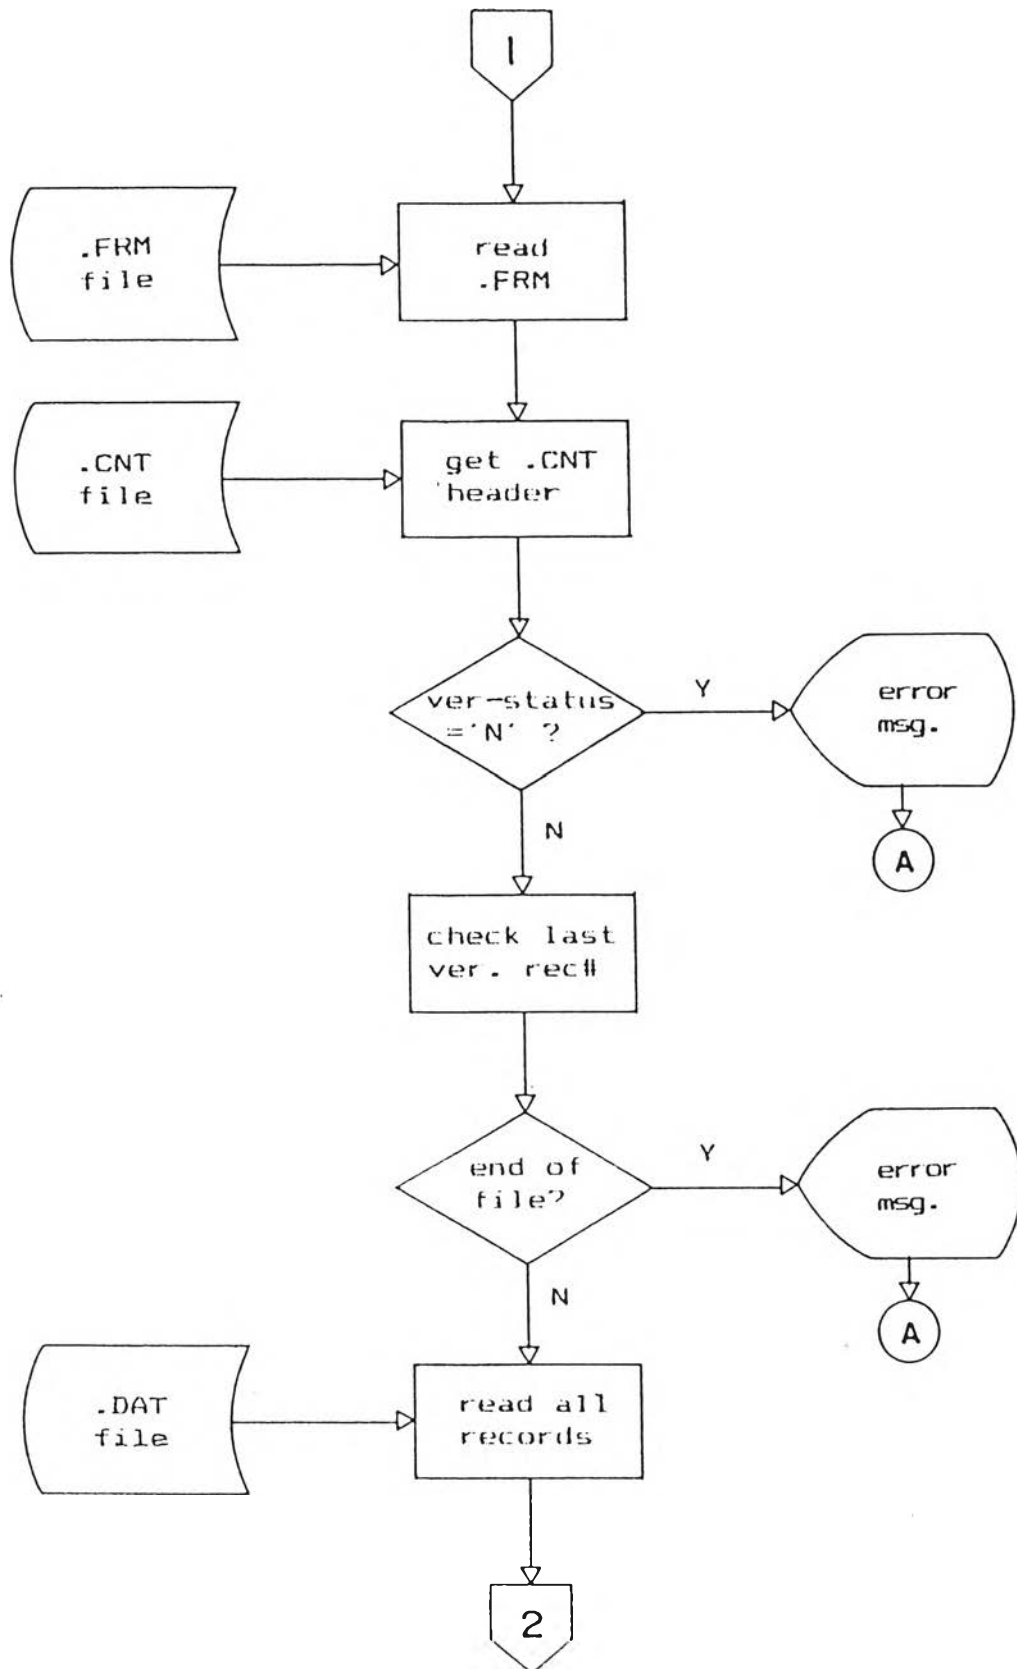 1
.FRM
file
read
.FRM
.CNT
file
get .CNT
header
ver-status
='N' ?
Y
error
msg.
A
N
check last
ver. rec#
end of
file?
Y
error
msg.
A
N
.DAT
file
read all
records
2